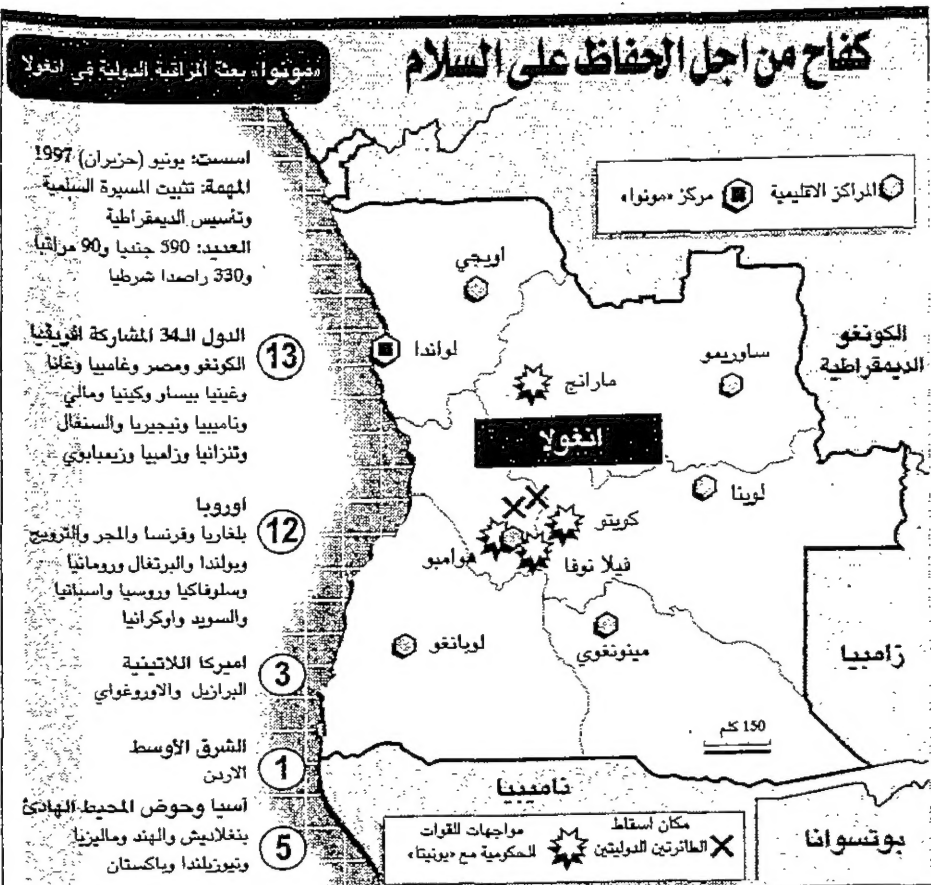 كفاح من اجل الحفاظ على السلام
«مونوا» بعثة المراقبة الدولية في انغولا
اسست: يونيو (حزيران) 1997
المهمة: تثبيت المسيرة السلمية
وتأسيس الديمقراطية
العديد: 590 جنديا و90 مراقبا
و330 راصدا شرطيا
الدول الـ34 المشاركة افريقيا
13
الكونغو ومصر وغامبيا وغانا
وغينيا بيساو وكينيا ومالي
وناميبيا ونيجيريا والسنغال
وتنزانيا وزامبيا وزيمبابوي
اوروبا
12
بلغاريا وفرنسا والمجر والنرويج
وبولندا والبرتغال ورومانيا
وسلوفاكيا وروسيا واسبانيا
والسويد واوكرانيا
اميركا اللاتينية
3
البرازيل والاوروغواي
الشرق الأوسط
1
الاردن
آسيا وحوض المحيط الهادئ
5
بنغلاديش والهند وماليزيا
ونيوزيلندا وباكستان
المراكز الاقليمية
مركز «مونوا»
اويجي
لواندا
مارانج
ساوريمو
الكونغو
الديمقراطية
انغولا
لوينا
كويتو
هوامبو
فيلا نوفا
لوبانغو
مينونغوي
زامبيا
150 كلم
ناميبيا
بوتسوانا
مكان اسقاط
الطائرتين الدوليتين
مواجهات للقوات
الحكومية مع «يونيتا»